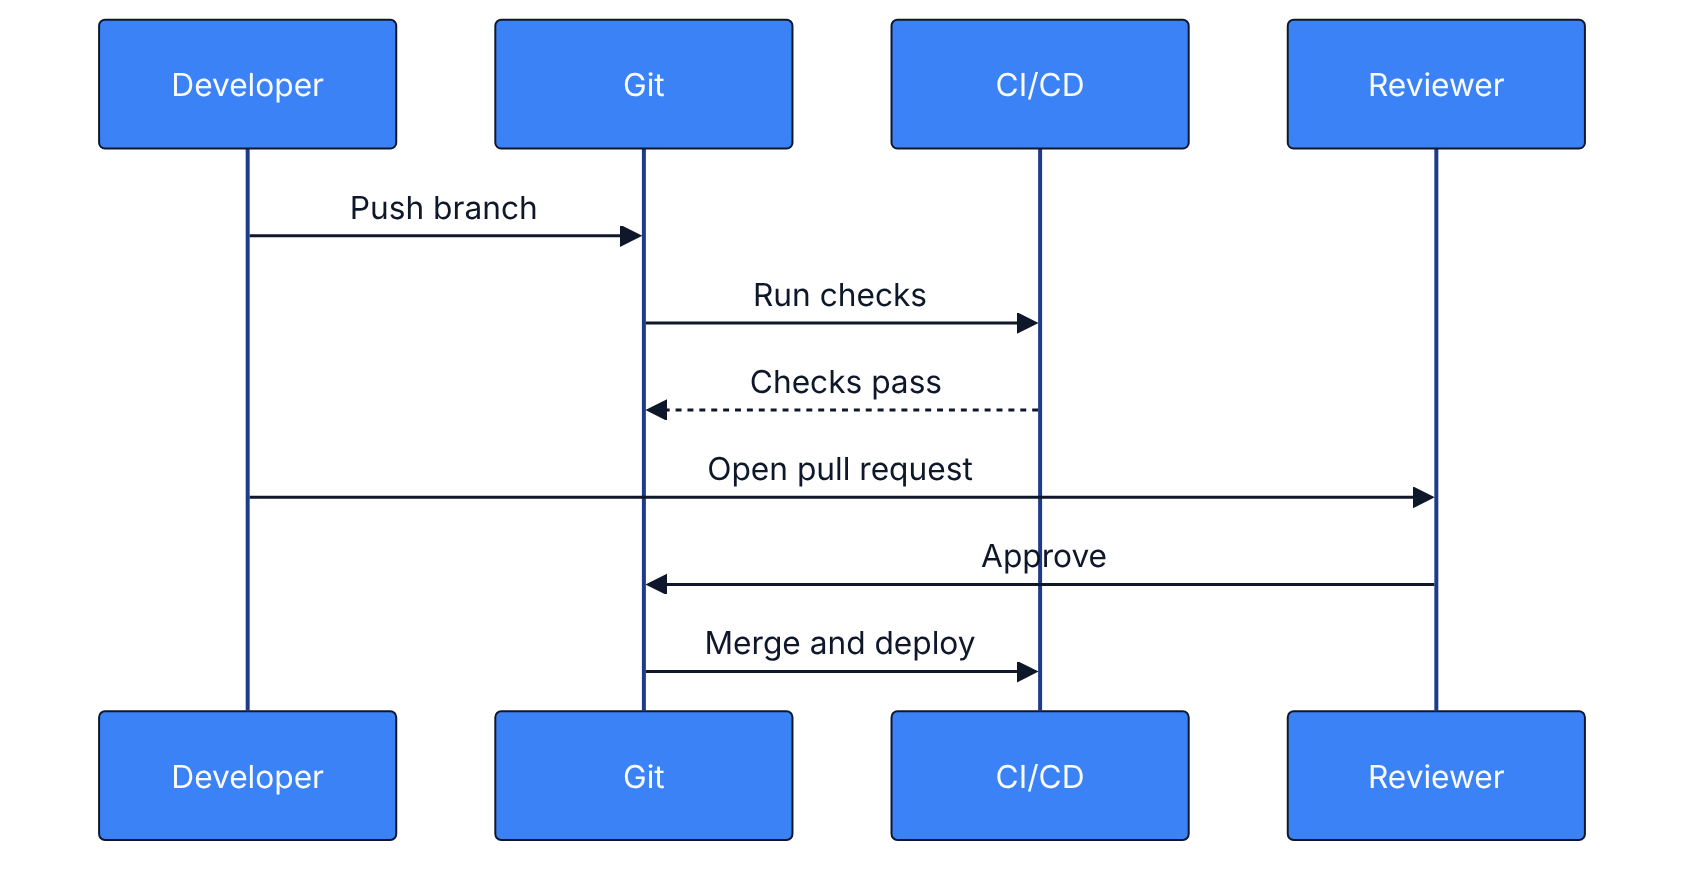 Developer
Git
CI/CD
Reviewer
Push branch
Run checks
Checks pass
Open pull request
Approve
Merge and deploy
Developer
Git
CI/CD
Reviewer